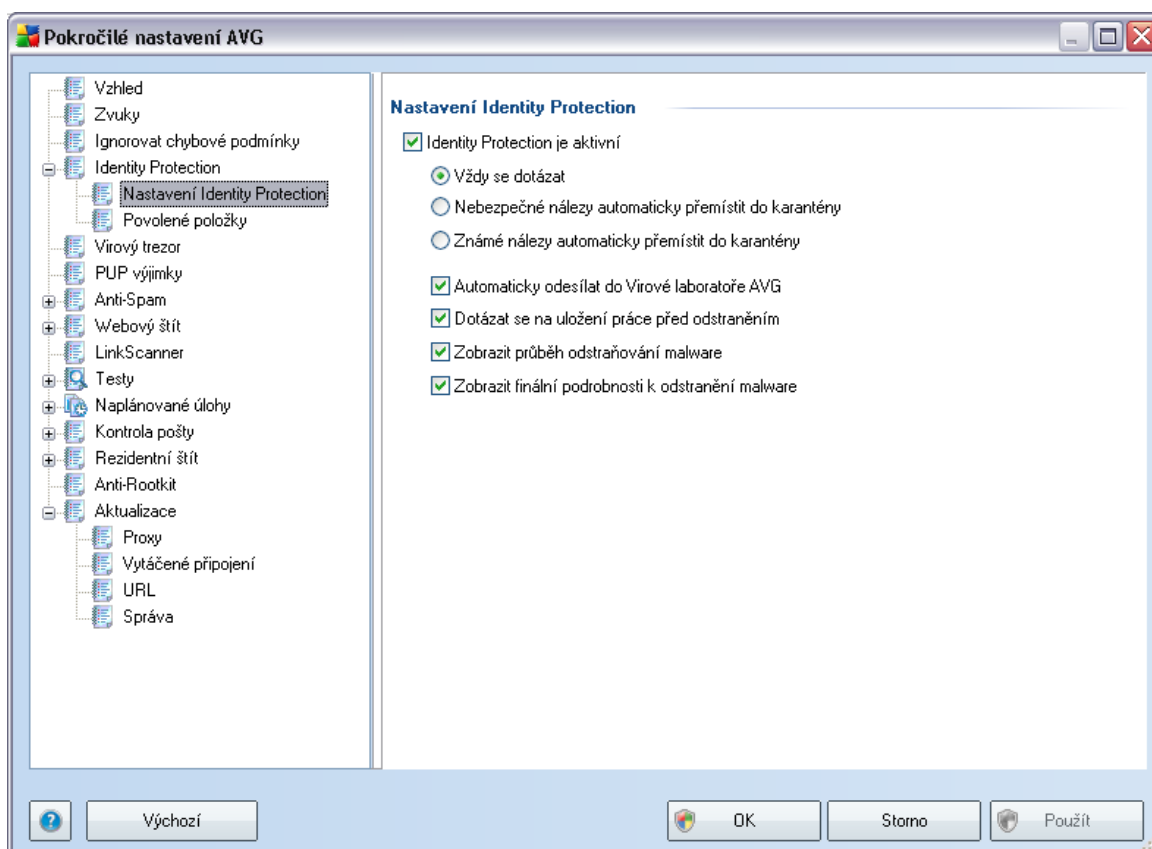 Pokročilé nastavení AVG
Vzhled
Zvuky
Ignorovat chybové podmínky
Identity Protection
Nastavení Identity Protection
Povolené položky
Virový trezor
PUP výjimky
Anti-Spam
Webový štít
LinkScanner
Testy
Naplánované úlohy
Kontrola pošty
Rezidentní štít
Anti-Rootkit
Aktualizace
Proxy
Vytáčené připojení
URL
Správa
Nastavení Identity Protection
Identity Protection je aktivní
Vždy se dotázat
Nebezpečné nálezy automaticky přemístit do karantény
Známé nálezy automaticky přemístit do karantény
Automaticky odesílat do Virové laboratoře AVG
Dotázat se na uložení práce před odstraněním
Zobrazit průběh odstraňování malware
Zobrazit finální podrobnosti k odstranění malware
?
Výchozí
OK
Storno
Použít